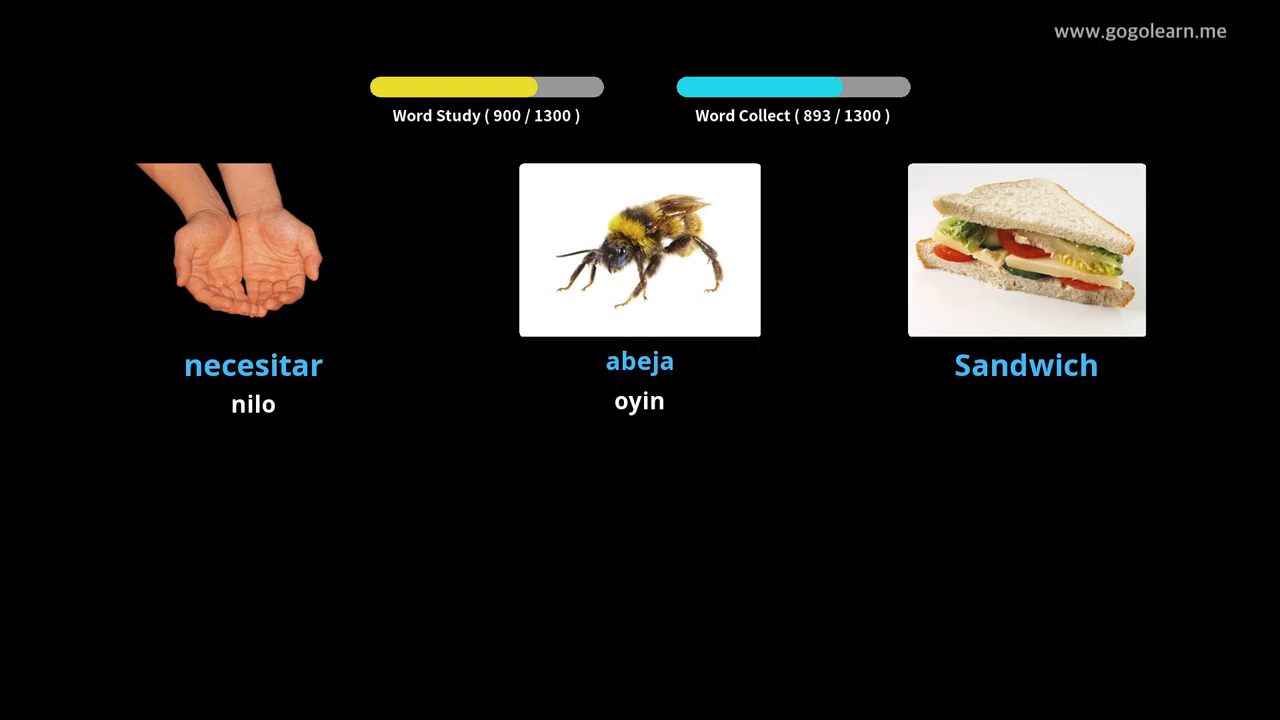 www.gogolearn.me
Word Study ( 900 / 1300 )
Word Collect ( 893 / 1300 )
necesitar
nilo
abeja
oyin
Sandwich